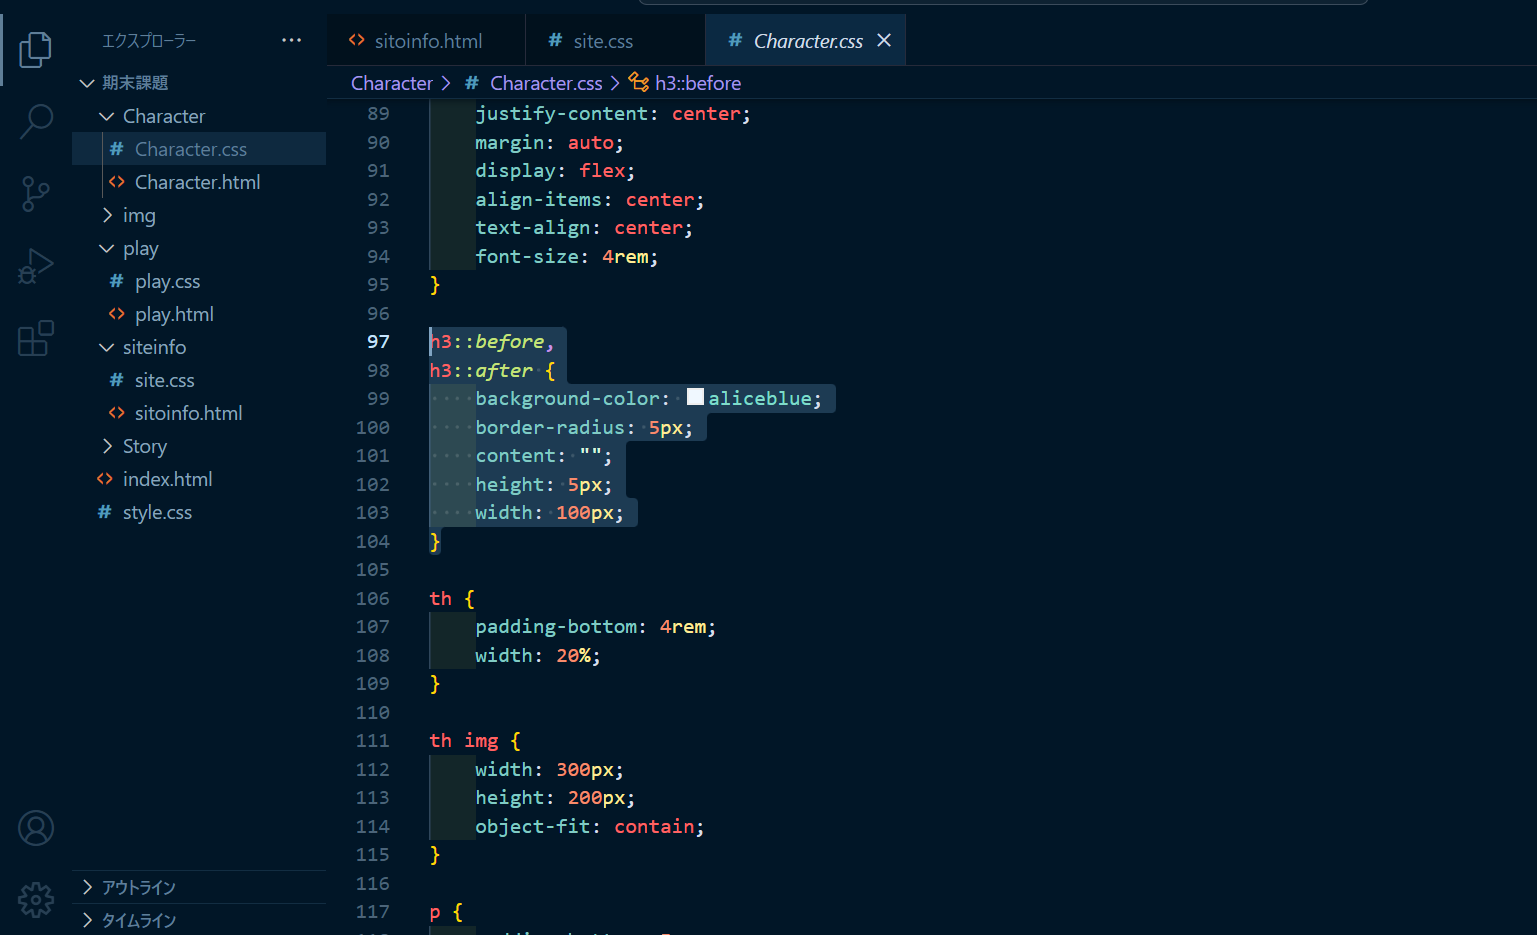 エクスプローラー
期末課題
Character
Character.css
Character.html
img
play
play.css
play.html
siteinfo
site.css
sitoinfo.html
Story
index.html
style.css
アウトライン
タイムライン
sitoinfo.html
site.css
Character.css
Character > # Character.css > h3::before
89 justify-content: center;
90 margin: auto;
91 display: flex;
92 align-items: center;
93 text-align: center;
94 font-size: 4rem;
95 }
96
97 h3::before,
98 h3::after {
99 background-color: aliceblue;
100 border-radius: 5px;
101 content: "";
102 height: 5px;
103 width: 100px;
104 }
105
106 th {
107 padding-bottom: 4rem;
108 width: 20%;
109 }
110
111 th img {
112 width: 300px;
113 height: 200px;
114 object-fit: contain;
115 }
116
117 p {